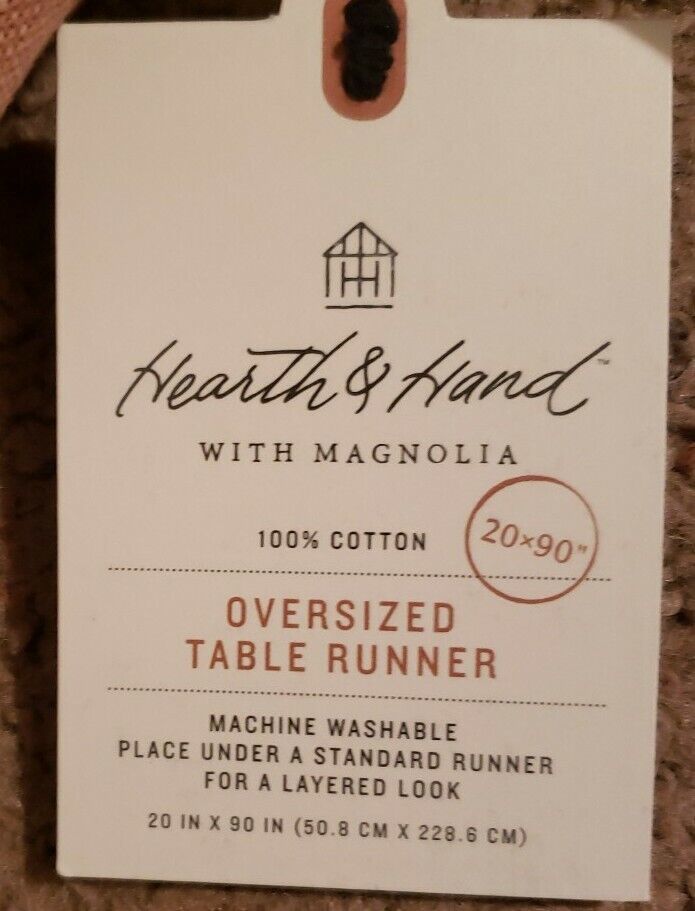 Hearth & Hand™
WITH MAGNOLIA
100% COTTON
20×90"
OVERSIZED
TABLE RUNNER
MACHINE WASHABLE
PLACE UNDER A STANDARD RUNNER
FOR A LAYERED LOOK
20 IN X 90 IN (50.8 CM X 228.6 CM)